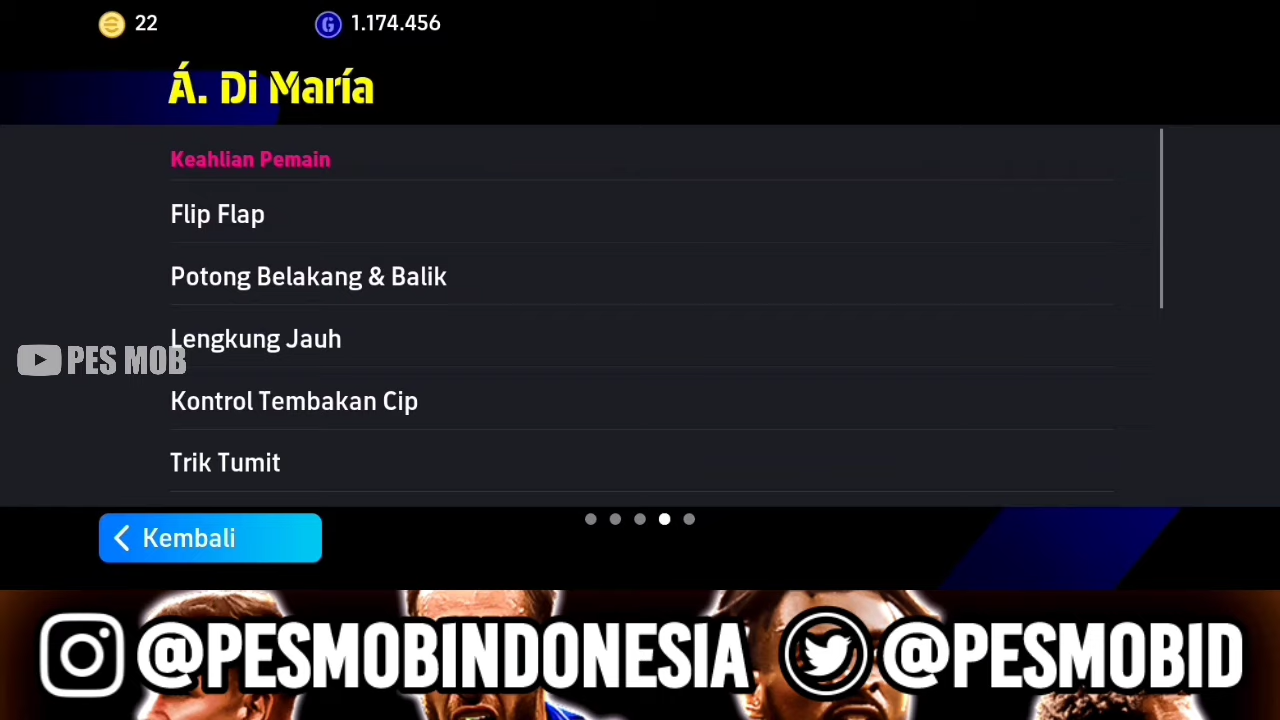 22
1.174.456
Á. Di María
Keahlian Pemain
Flip Flap
Potong Belakang & Balik
Lengkung Jauh
PES MOB
Kontrol Tembakan Cip
Trik Tumit
Kembali
@PESMOBINDONESIA @PESMOBID